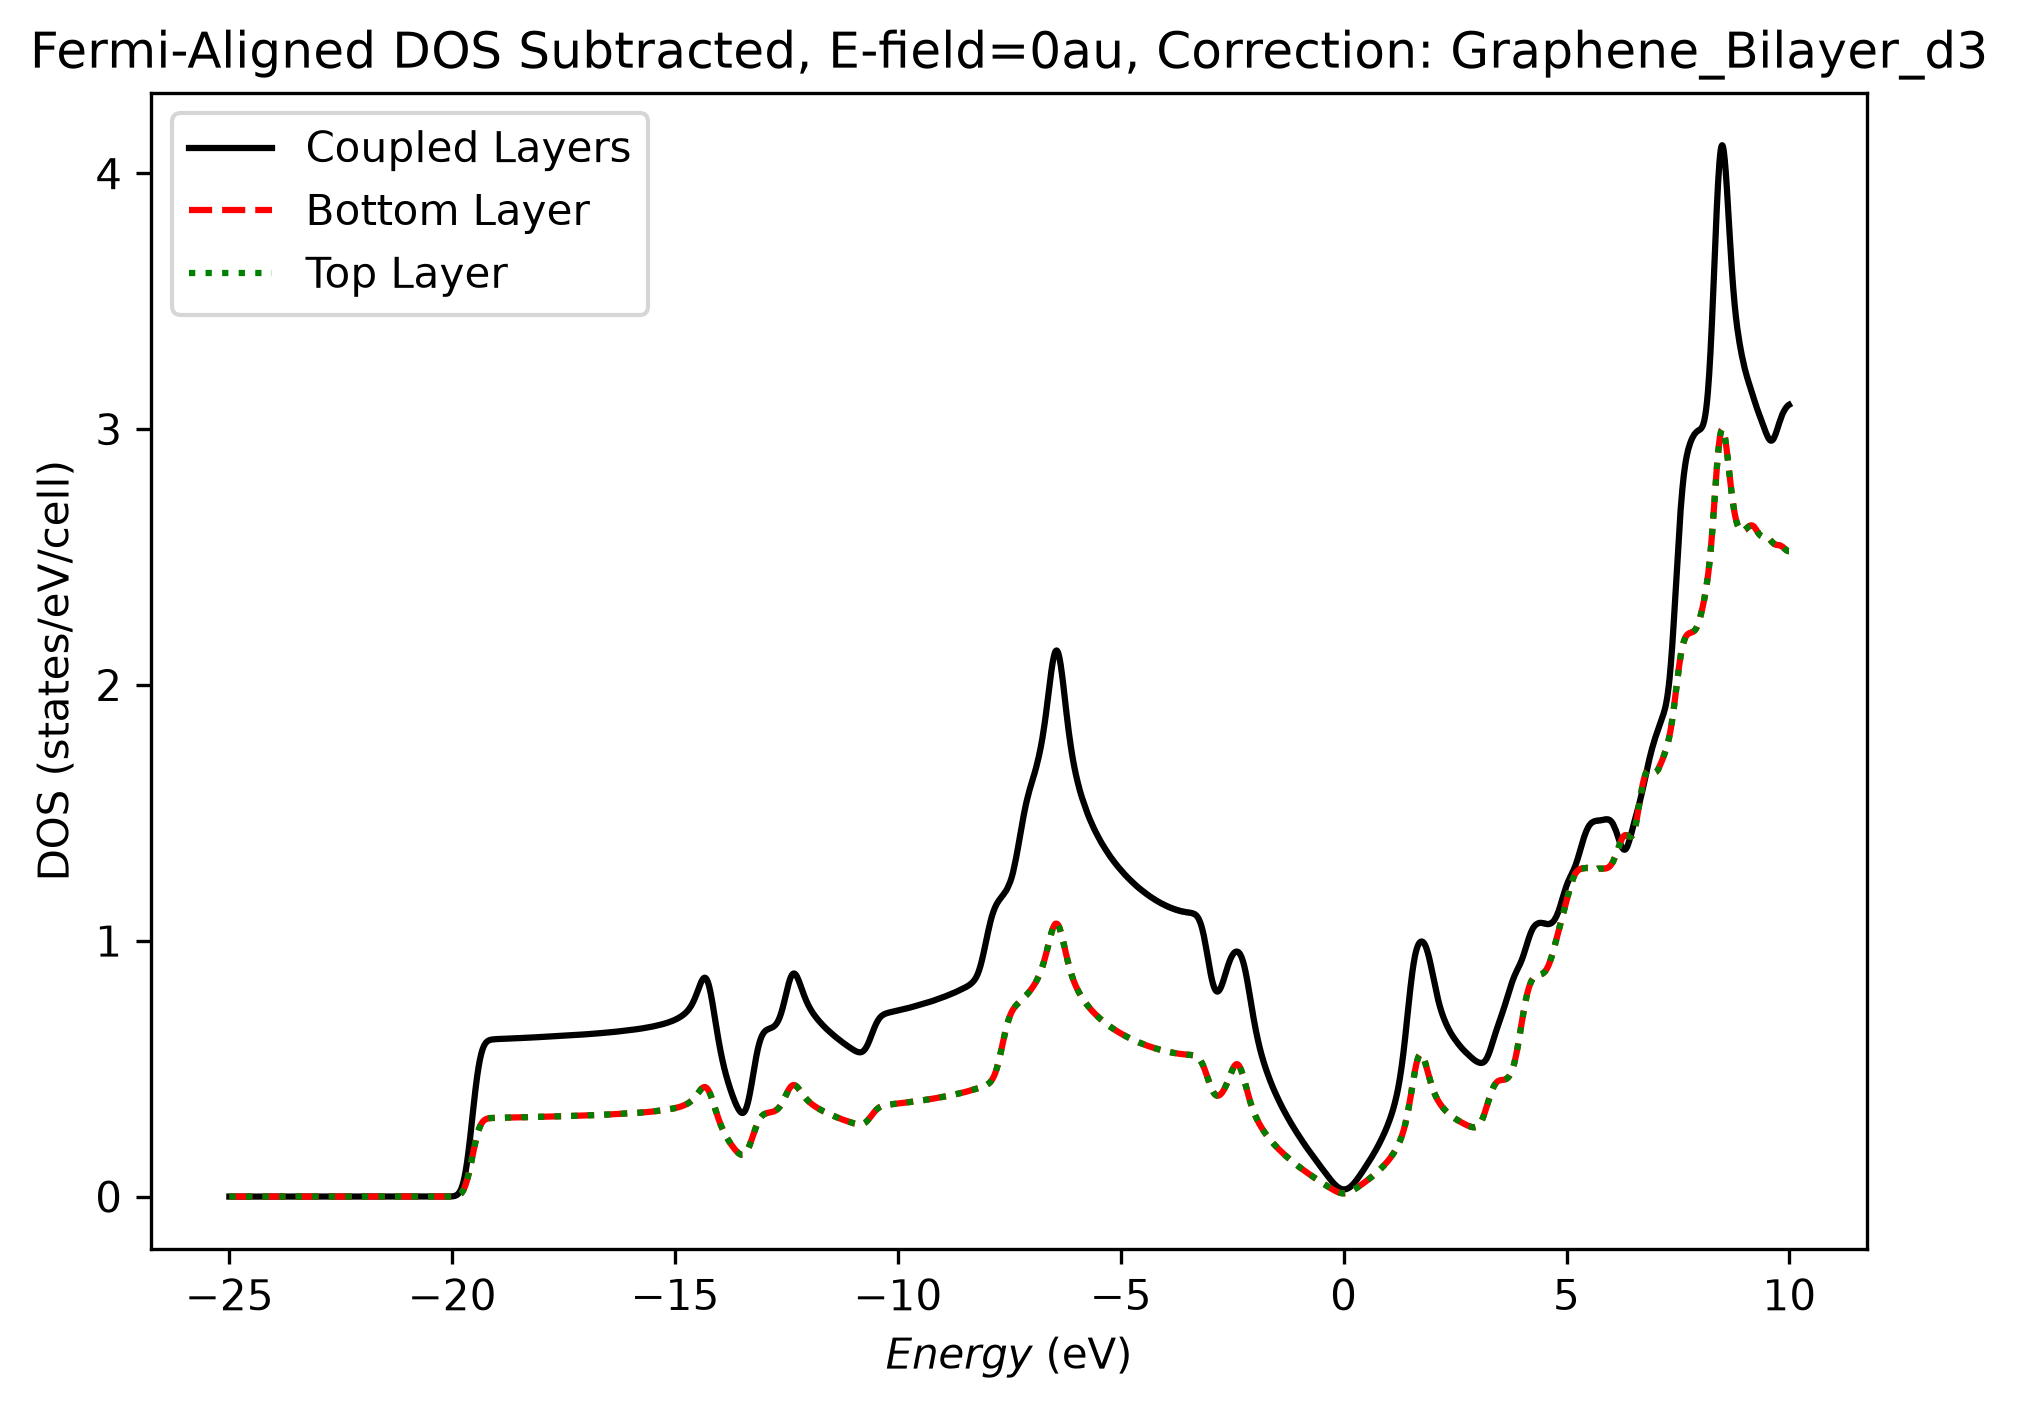 Fermi-Aligned DOS Subtracted, E-field=0au, Correction: Graphene_Bilayer_d3
Coupled Layers
Bottom Layer
Top Layer
DOS (states/eV/cell)
4
3
2
1
0
−25 −20 −15 −10 −5 0 5 10
Energy (eV)